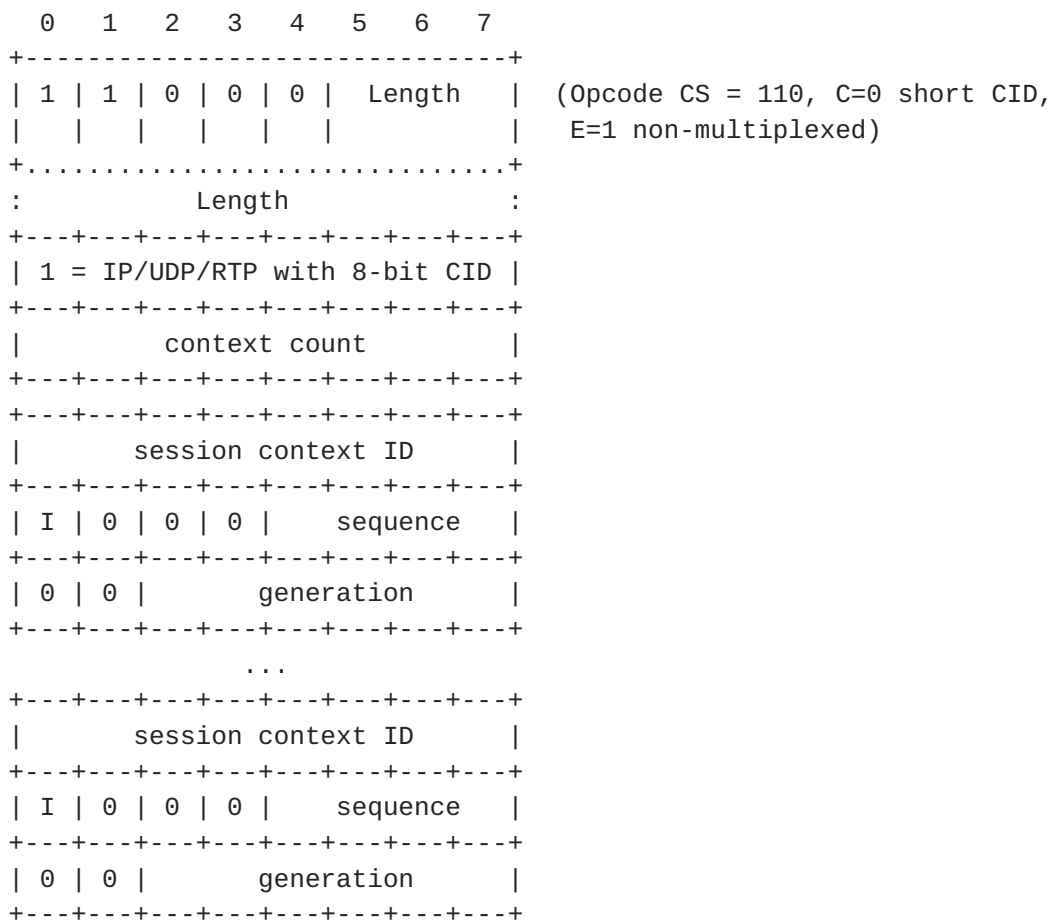 0   1   2   3   4   5   6   7
+-------------------------------+
| 1 | 1 | 0 | 0 | 0 |  Length   |  (Opcode CS = 110, C=0 short CID,
|   |   |   |   |   |           |   E=1 non-multiplexed)
+...............................+
:            Length              :
+---+---+---+---+---+---+---+---+
| 1 = IP/UDP/RTP with 8-bit CID |
+---+---+---+---+---+---+---+---+
|         context count         |
+---+---+---+---+---+---+---+---+
+---+---+---+---+---+---+---+---+
|       session context ID      |
+---+---+---+---+---+---+---+---+
| I | 0 | 0 | 0 |    sequence   |
+---+---+---+---+---+---+---+---+
| 0 | 0 |       generation      |
+---+---+---+---+---+---+---+---+
               ...
+---+---+---+---+---+---+---+---+
|       session context ID      |
+---+---+---+---+---+---+---+---+
| I | 0 | 0 | 0 |    sequence   |
+---+---+---+---+---+---+---+---+
| 0 | 0 |       generation      |
+---+---+---+---+---+---+---+---+